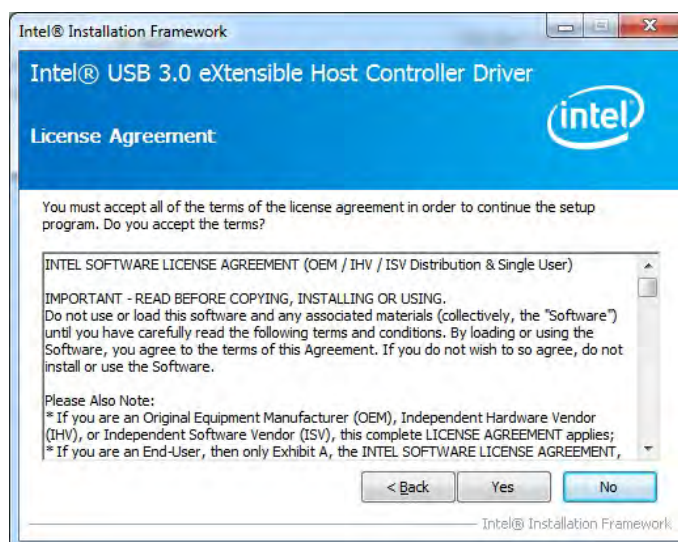 Intel® Installation Framework
Intel® USB 3.0 eXtensible Host Controller Driver
intel
License Agreement
You must accept all of the terms of the license agreement in order to continue the setup
program. Do you accept the terms?
INTEL SOFTWARE LICENSE AGREEMENT (OEM / IHV / ISV Distribution & Single User)
IMPORTANT - READ BEFORE COPYING, INSTALLING OR USING.
Do not use or load this software and any associated materials (collectively, the "Software")
until you have carefully read the following terms and conditions. By loading or using the
Software, you agree to the terms of this Agreement. If you do not wish to so agree, do not
install or use the Software.
Please Also Note:
* If you are an Original Equipment Manufacturer (OEM), Independent Hardware Vendor
(IHV), or Independent Software Vendor (ISV), this complete LICENSE AGREEMENT applies;
* If you are an End-User, then only Exhibit A, the INTEL SOFTWARE LICENSE AGREEMENT,
< Back Yes No
Intel® Installation Framework